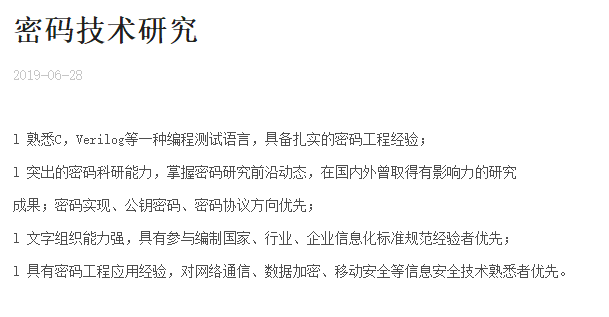 密码技术研究
2019-06-28
l 熟悉C，Verilog等一种编程测试语言，具备扎实的密码工程经验；
l 突出的密码科研能力，掌握密码研究前沿动态，在国内外曾取得有影响力的研究
成果；密码实现、公钥密码、密码协议方向优先；
l 文字组织能力强，具有参与编制国家、行业、企业信息化标准规范经验者优先；
l 具有密码工程应用经验，对网络通信、数据加密、移动安全等信息安全技术熟悉者优先。